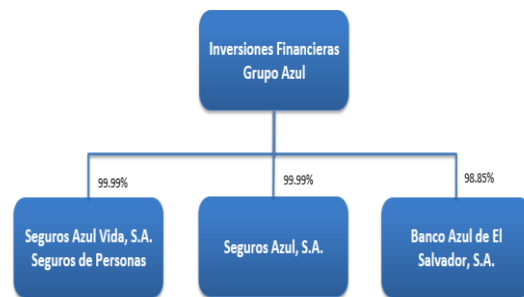 Inversiones Financieras
Grupo Azul
99.99%
99.99%
98.85%
Seguros Azul Vida, S.A.
Seguros de Personas
Seguros Azul, S.A.
Banco Azul de El
Salvador, S.A.